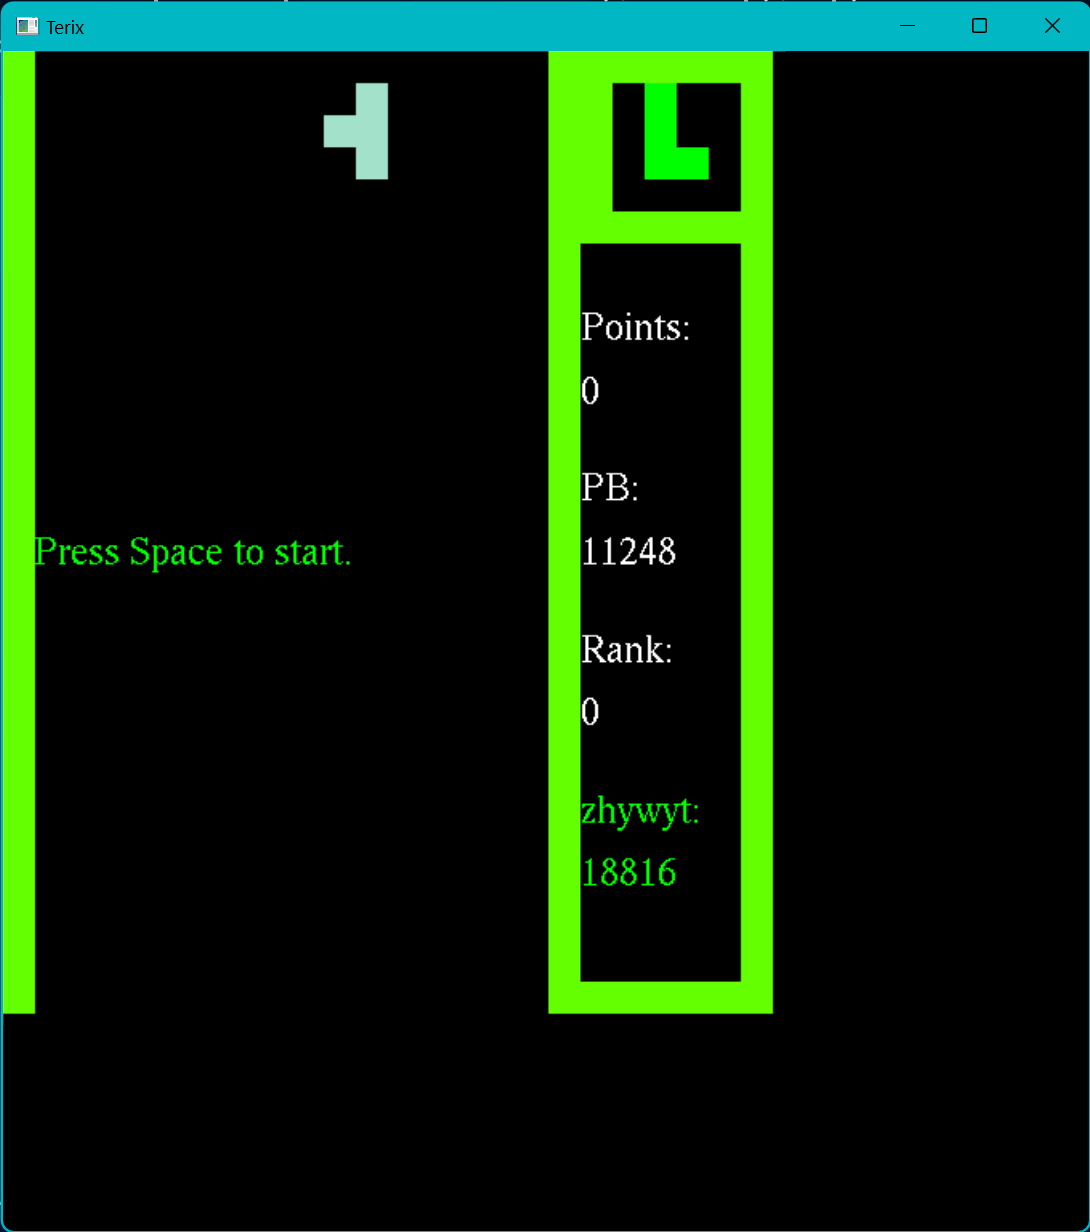 Terix
Points:
0
PB:
11248
Press Space to start.
Rank:
0
zhywyt:
18816